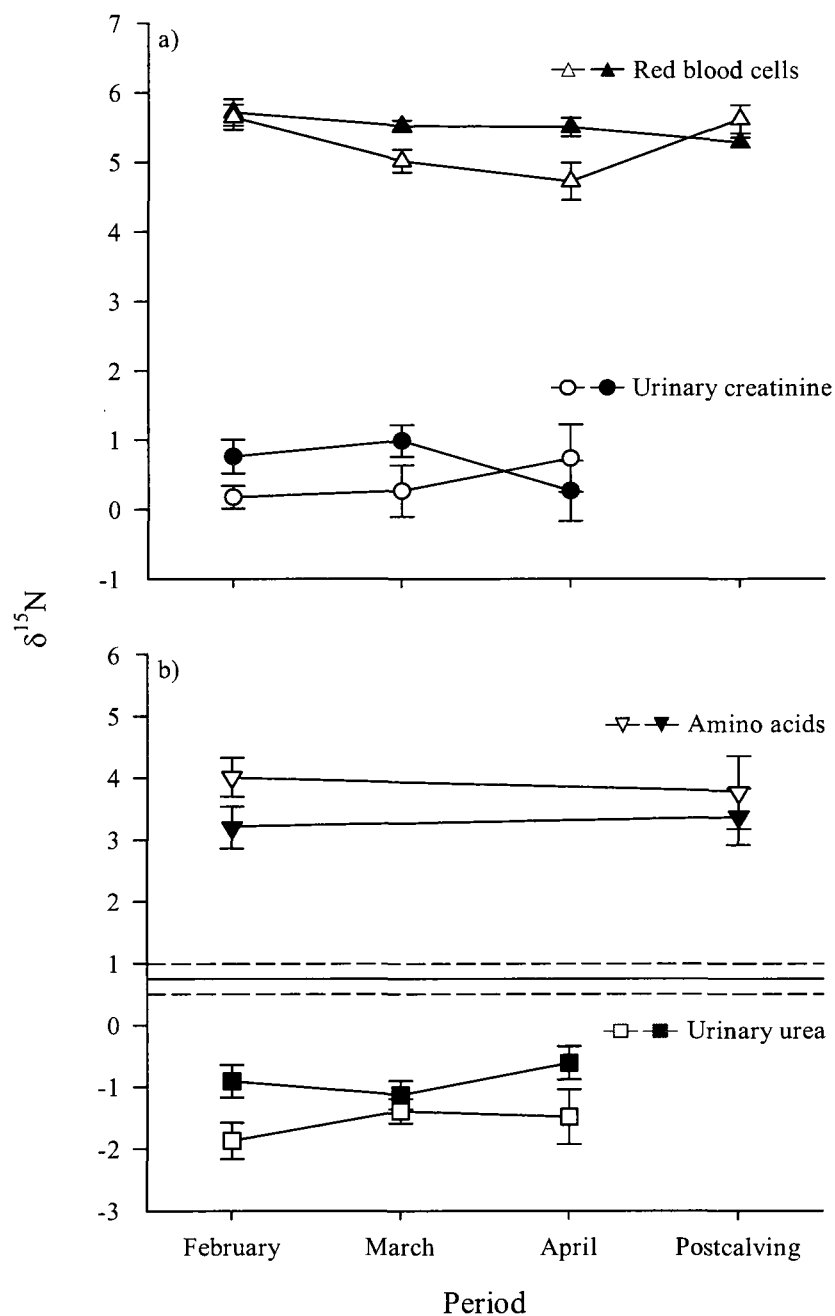 7
a)
Red blood cells
6
5
4
3
2
Urinary creatinine
1
0
-1
δ15N
6
b)
5
Amino acids
4
3
2
1
0
Urinary urea
-1
-2
-3
February March April Postcalving
Period